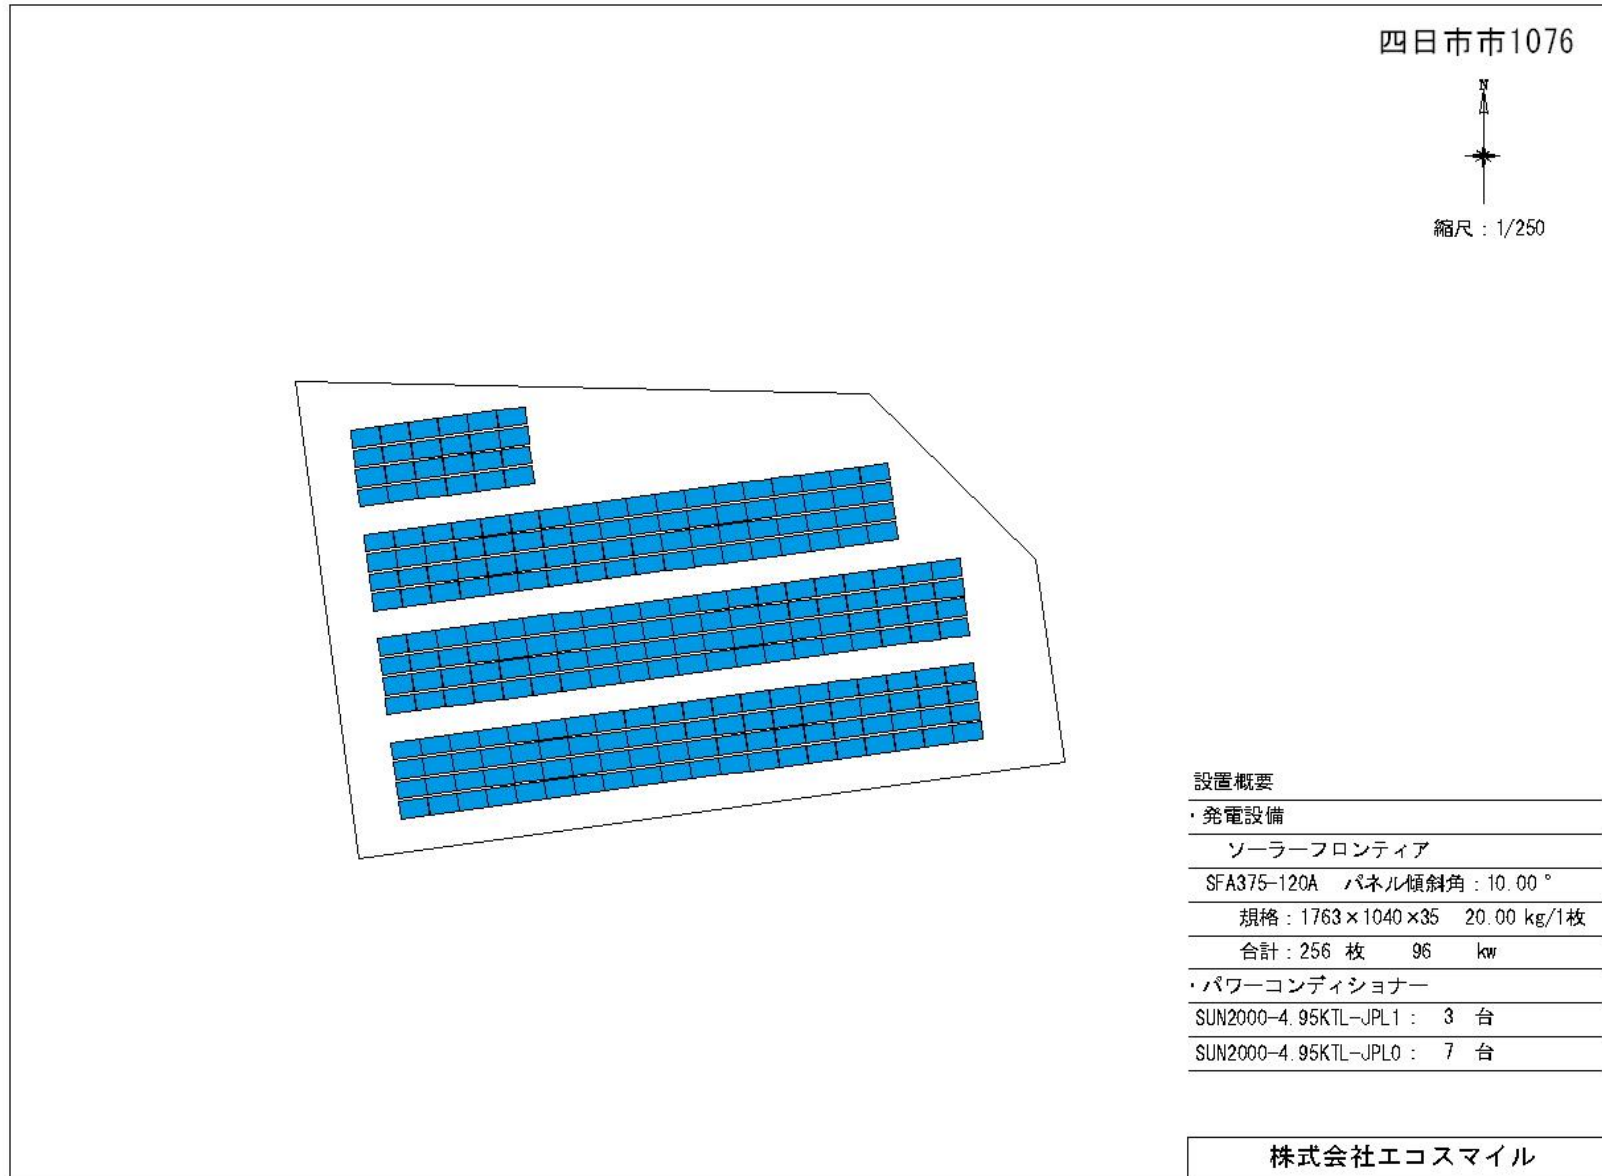 四日市市1076
N
縮尺：1/250
設置概要
・発電設備
ソーラーフロンティア
SFA375-120A　パネル傾斜角：10.00°
規格：1763×1040×35　20.00 kg/1枚
合計：256 枚　96　kw
・パワーコンディショナー
SUN2000-4.95KTL-JPL1：　3　台
SUN2000-4.95KTL-JPL0：　7　台
株式会社エコスマイル